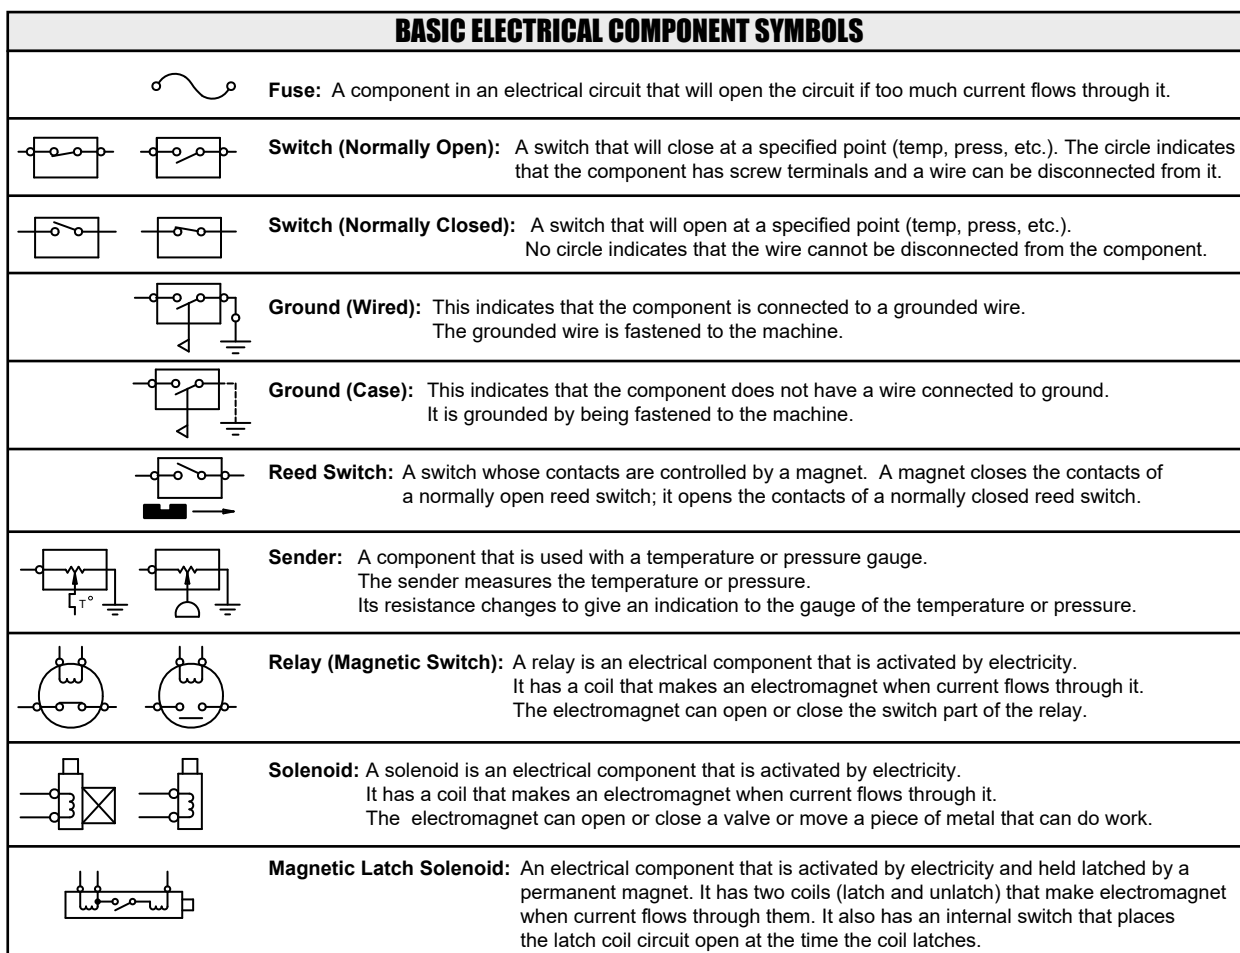 BASIC ELECTRICAL COMPONENT SYMBOLS
Fuse: A component in an electrical circuit that will open the circuit if too much current flows through it.
Switch (Normally Open): A switch that will close at a specified point (temp, press, etc.). The circle indicates
that the component has screw terminals and a wire can be disconnected from it.
Switch (Normally Closed): A switch that will open at a specified point (temp, press, etc.).
No circle indicates that the wire cannot be disconnected from the component.
Ground (Wired): This indicates that the component is connected to a grounded wire.
The grounded wire is fastened to the machine.
Ground (Case): This indicates that the component does not have a wire connected to ground.
It is grounded by being fastened to the machine.
Reed Switch: A switch whose contacts are controlled by a magnet. A magnet closes the contacts of
a normally open reed switch; it opens the contacts of a normally closed reed switch.
T°
Sender: A component that is used with a temperature or pressure gauge.
The sender measures the temperature or pressure.
Its resistance changes to give an indication to the gauge of the temperature or pressure.
Relay (Magnetic Switch): A relay is an electrical component that is activated by electricity.
It has a coil that makes an electromagnet when current flows through it.
The electromagnet can open or close the switch part of the relay.
Solenoid: A solenoid is an electrical component that is activated by electricity.
It has a coil that makes an electromagnet when current flows through it.
The electromagnet can open or close a valve or move a piece of metal that can do work.
Magnetic Latch Solenoid: An electrical component that is activated by electricity and held latched by a
permanent magnet. It has two coils (latch and unlatch) that make electromagnet
when current flows through them. It also has an internal switch that places
the latch coil circuit open at the time the coil latches.